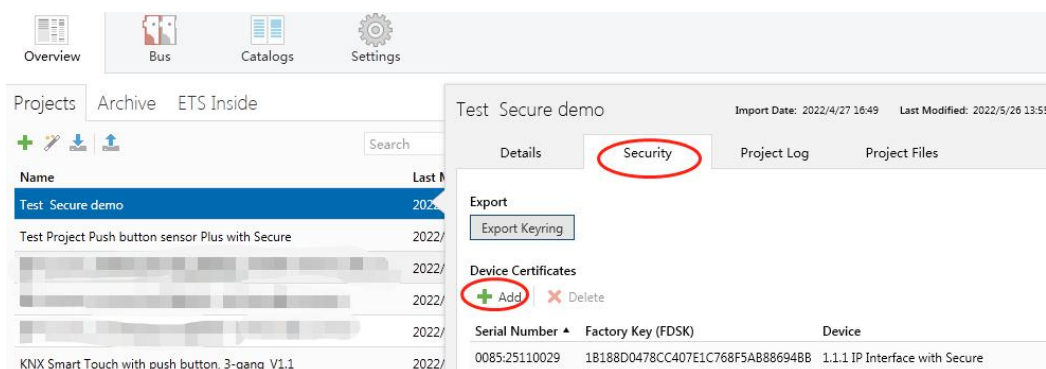 Overview Bus Catalogs Settings
Projects Archive ETS Inside
Search
Name Last M
Test Secure demo 202
Test Project Push button sensor Plus with Secure 2022/
2022/
2022/
2022/
KNX Smart Touch with push button, 3-gang V1.1 2022/
Test Secure demo Import Date: 2022/4/27 16:49 Last Modified: 2022/5/26 13:55
Details Security Project Log Project Files
Export
Export Keyring
Device Certificates
Add Delete
Serial Number Factory Key (FDSK) Device
0085:25110029 1B188D0478CC407E1C768F5AB88694BB 1.1.1 IP Interface with Secure